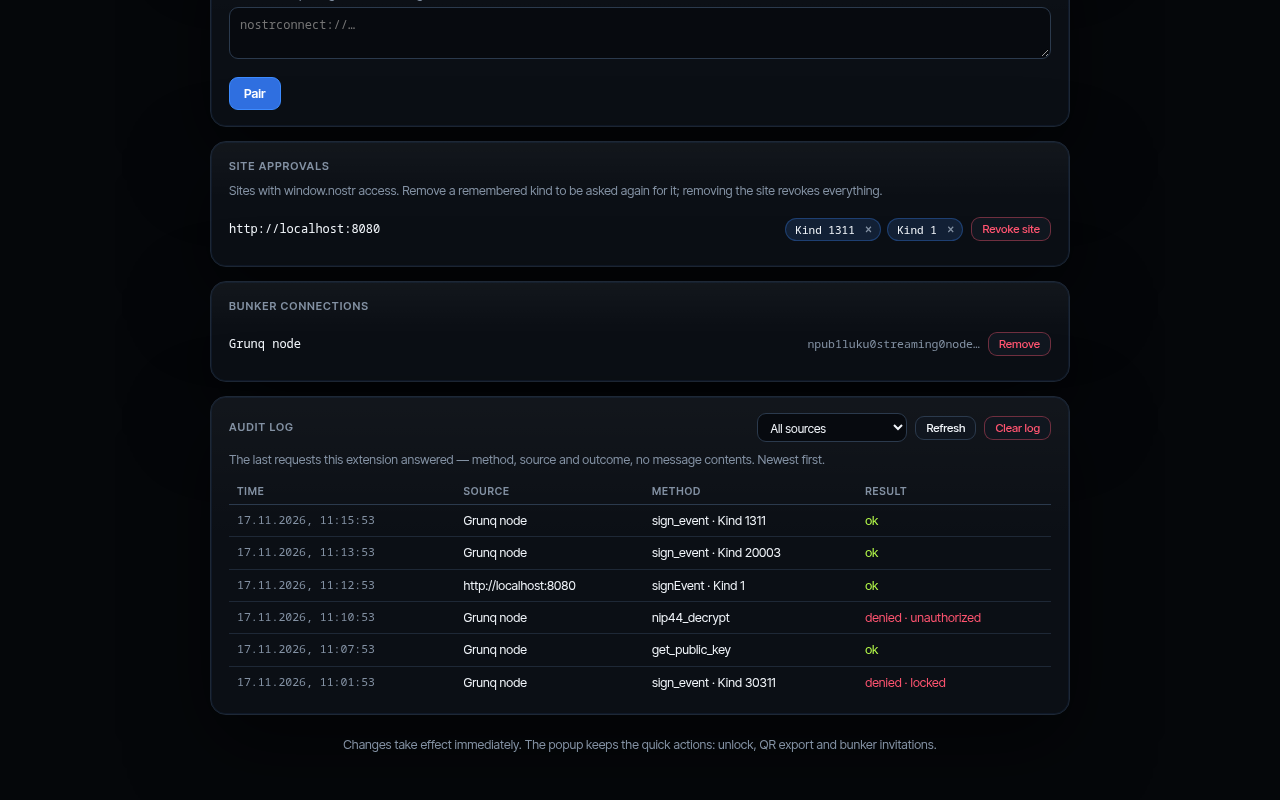 nostrconnect://…
Pair
SITE APPROVALS
Sites with window.nostr access. Remove a remembered kind to be asked again for it; removing the site revokes everything.
http://localhost:8080 Kind 1311 × Kind 1 × Revoke site
BUNKER CONNECTIONS
Grunq node npub1luku0streaming0node… Remove
AUDIT LOG All sources Refresh Clear log
The last requests this extension answered — method, source and outcome, no message contents. Newest first.
TIME SOURCE METHOD RESULT
17.11.2026, 11:15:53 Grunq node sign_event · Kind 1311 ok
17.11.2026, 11:13:53 Grunq node sign_event · Kind 20003 ok
17.11.2026, 11:12:53 http://localhost:8080 signEvent · Kind 1 ok
17.11.2026, 11:10:53 Grunq node nip44_decrypt denied · unauthorized
17.11.2026, 11:07:53 Grunq node get_public_key ok
17.11.2026, 11:01:53 Grunq node sign_event · Kind 30311 denied · locked
Changes take effect immediately. The popup keeps the quick actions: unlock, QR export and bunker invitations.